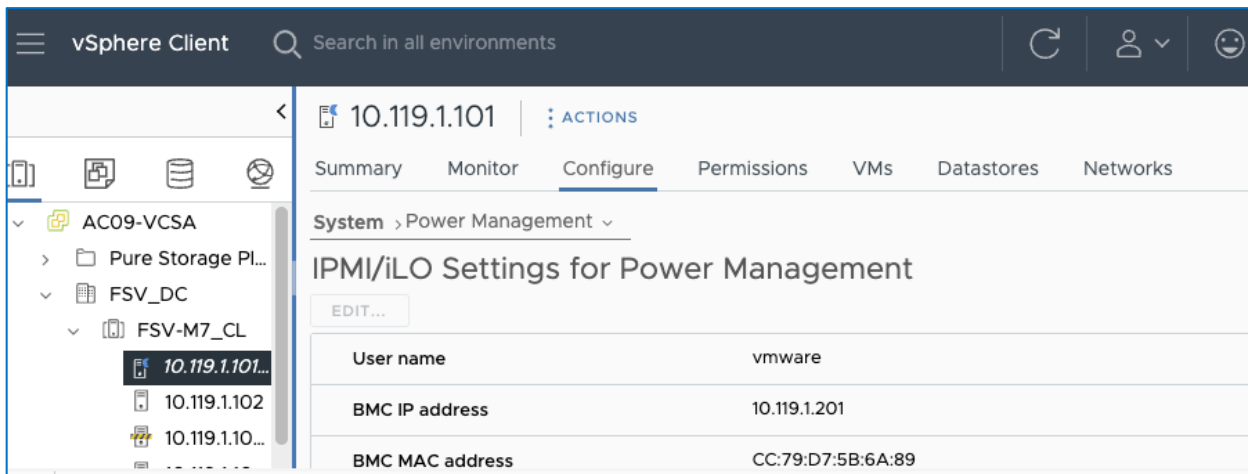 vSphere Client
Search in all environments
10.119.1.101
ACTIONS
Summary Monitor Configure Permissions VMs Datastores Networks
AC09-VCSA
Pure Storage Pl...
FSV_DC
FSV-M7_CL
10.119.1.101...
10.119.1.102
10.119.1.10...
System > Power Management
IPMI/iLO Settings for Power Management
EDIT...
User name vmware
BMC IP address 10.119.1.201
BMC MAC address CC:79:D7:5B:6A:89